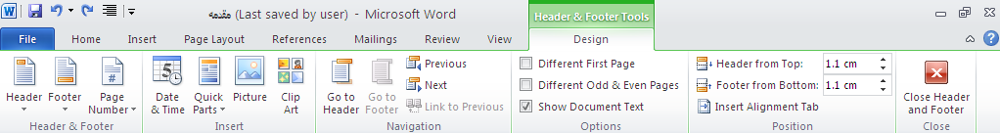 مقدمه (Last saved by user) - Microsoft Word
Header & Footer Tools
File Home Insert Page Layout References Mailings Review View Design
Header
Footer
Page Number
Header & Footer
Date & Time
Quick Parts
Picture
Clip Art
Insert
Go to Header
Go to Footer
Previous
Next
Link to Previous
Navigation
Different First Page
Different Odd & Even Pages
Show Document Text
Options
Header from Top: 1.1 cm
Footer from Bottom: 1.1 cm
Insert Alignment Tab
Position
Close Header and Footer
Close